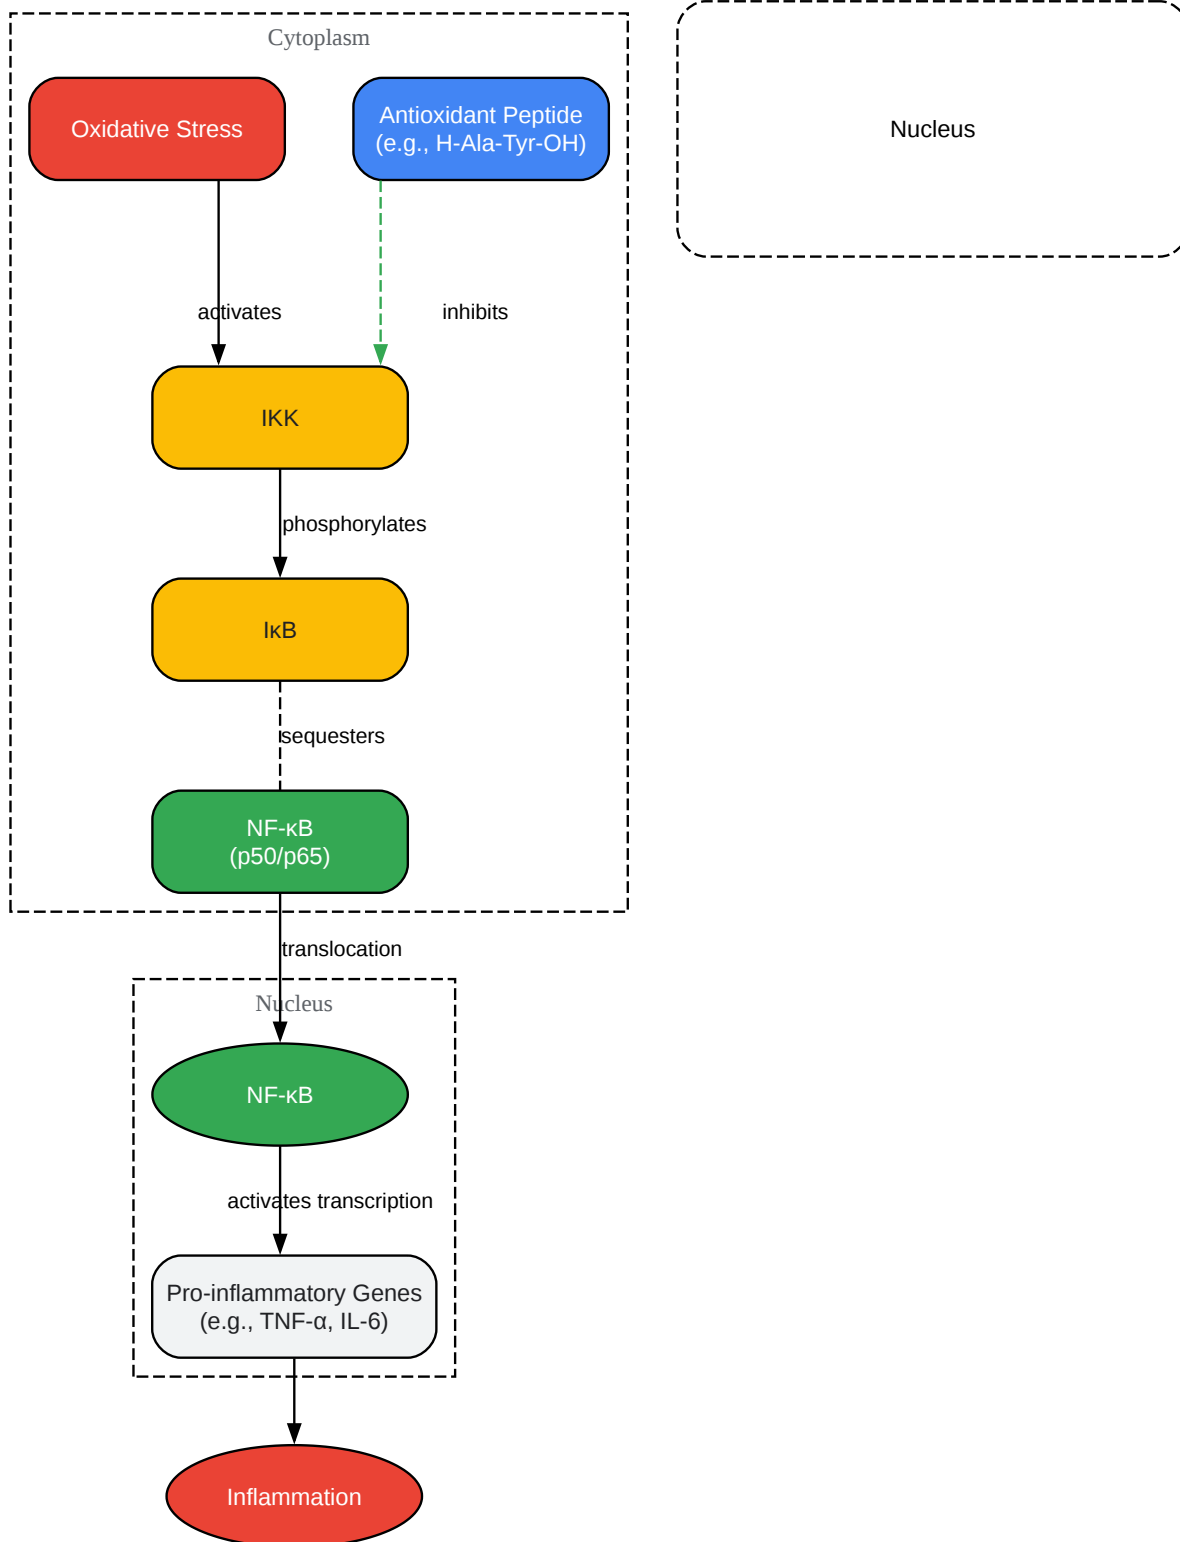 Cytoplasm
Oxidative Stress
Antioxidant Peptide
(e.g., H-Ala-Tyr-OH)
Nucleus
activates
inhibits
IKK
phosphorylates
IκB
sequesters
NF-κB
(p50/p65)
translocation
Nucleus
NF-κB
activates transcription
Pro-inflammatory Genes
(e.g., TNF-α, IL-6)
Inflammation